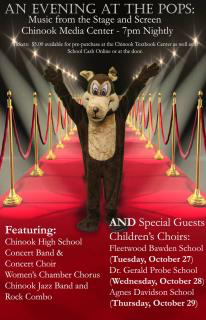 AN EVENING AT THE POPS:
Music from the Stage and Screen
Chinook Media Center - 7pm Nightly
Tickets: $5.00 available for pre-purchase at the Chinook Textbook Center as well as
School Cash Online or at the door.
Featuring:
Chinook High School
Concert Band &
Concert Choir
Women's Chamber Chorus
Chinook Jazz Band and
Rock Combo
AND Special Guests
Children's Choirs:
Fleetwood Bawden School
(Tuesday, October 27)
Dr. Gerald Probe School
(Wednesday, October 28)
Agnes Davidson School
(Thursday, October 29)